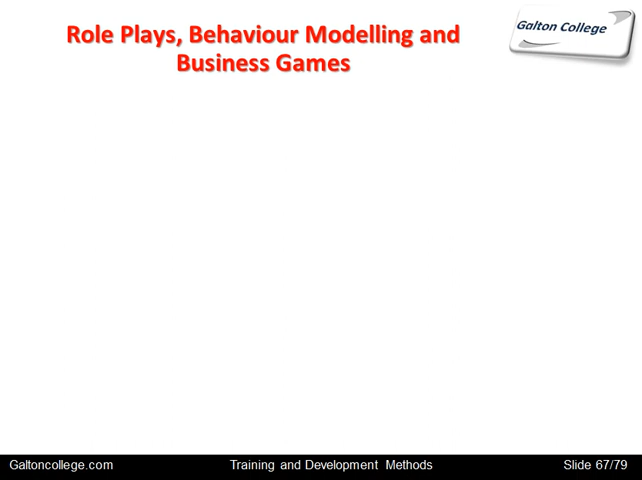 Role Plays, Behaviour Modelling and
Business Games
Galton College
Galtoncollege.com
Training and Development Methods
Slide 67/79